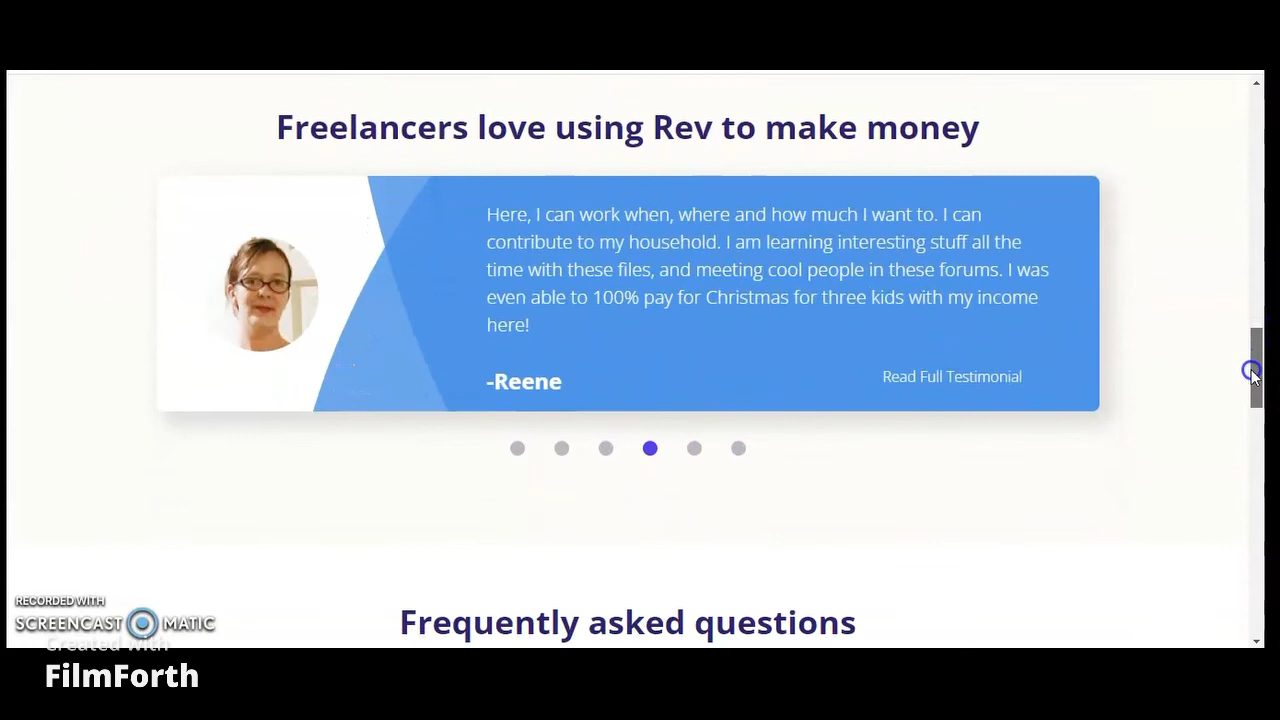 Freelancers love using Rev to make money
Here, I can work when, where and how much I want to. I can
contribute to my household. I am learning interesting stuff all the
time with these files, and meeting cool people in these forums. I was
even able to 100% pay for Christmas for three kids with my income
here!
-Reene
Read Full Testimonial
Frequently asked questions
RECORDED WITH
SCREENCAST MATIC
Created with
FilmForth